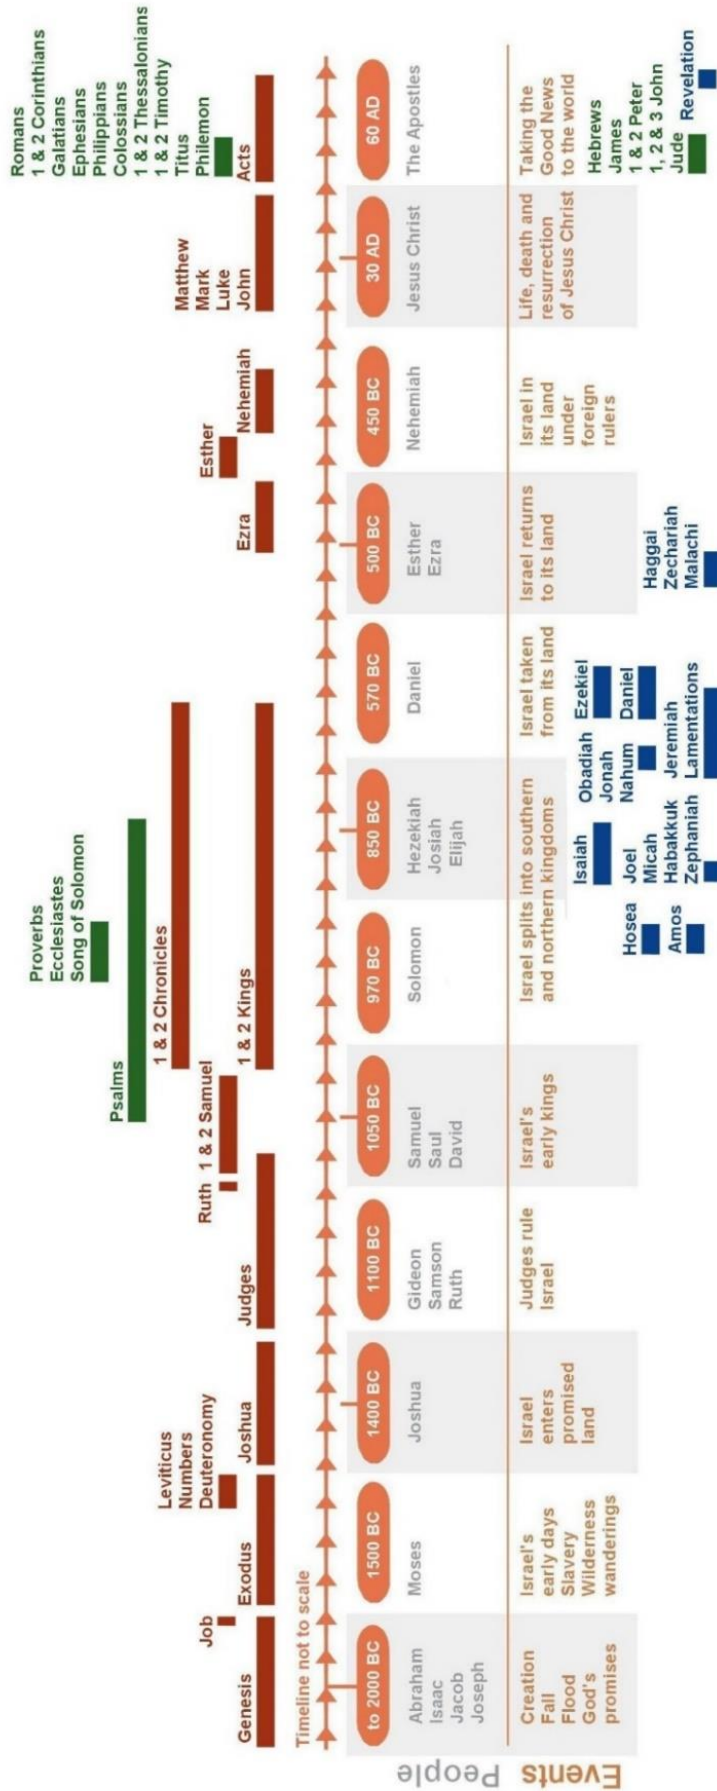 Proverbs
Ecclesiastes
Song of Solomon
Psalms
1 & 2 Chronicles
Romans
1 & 2 Corinthians
Galatians
Ephesians
Philippians
Colossians
1 & 2 Thessalonians
1 & 2 Timothy
Titus
Philemon
Leviticus
Numbers
Deuteronomy
Matthew
Mark
Luke
John
Job
Ruth
1 & 2 Samuel
Esther
Genesis
Exodus
Joshua
Judges
1 & 2 Kings
Ezra
Nehemiah
Acts
Timeline not to scale
to 2000 BC
1500 BC
1400 BC
1100 BC
1050 BC
970 BC
850 BC
570 BC
500 BC
450 BC
30 AD
60 AD
People
Abraham
Isaac
Jacob
Joseph
Moses
Joshua
Gideon
Samson
Ruth
Samuel
Saul
David
Solomon
Hezekiah
Josiah
Elijah
Daniel
Esther
Ezra
Nehemiah
Jesus Christ
The Apostles
Events
Creation
Fall
Flood
God's
promises
Israel's
early days
Slavery
Wilderness
wanderings
Israel
enters
promised
land
Judges rule
Israel
Israel's
early kings
Israel splits into southern
and northern kingdoms
Israel taken
from its land
Israel returns
to its land
Israel in
its land
under
foreign
rulers
Life, death and
resurrection
of Jesus Christ
Taking the
Good News
to the world
Hosea
Amos
Isaiah
Joel
Micah
Habakkuk
Zephaniah
Obadiah
Jonah
Nahum
Jeremiah
Lamentations
Ezekiel
Daniel
Haggai
Zechariah
Malachi
Hebrews
James
1 & 2 Peter
1, 2 & 3 John
Jude
Revelation